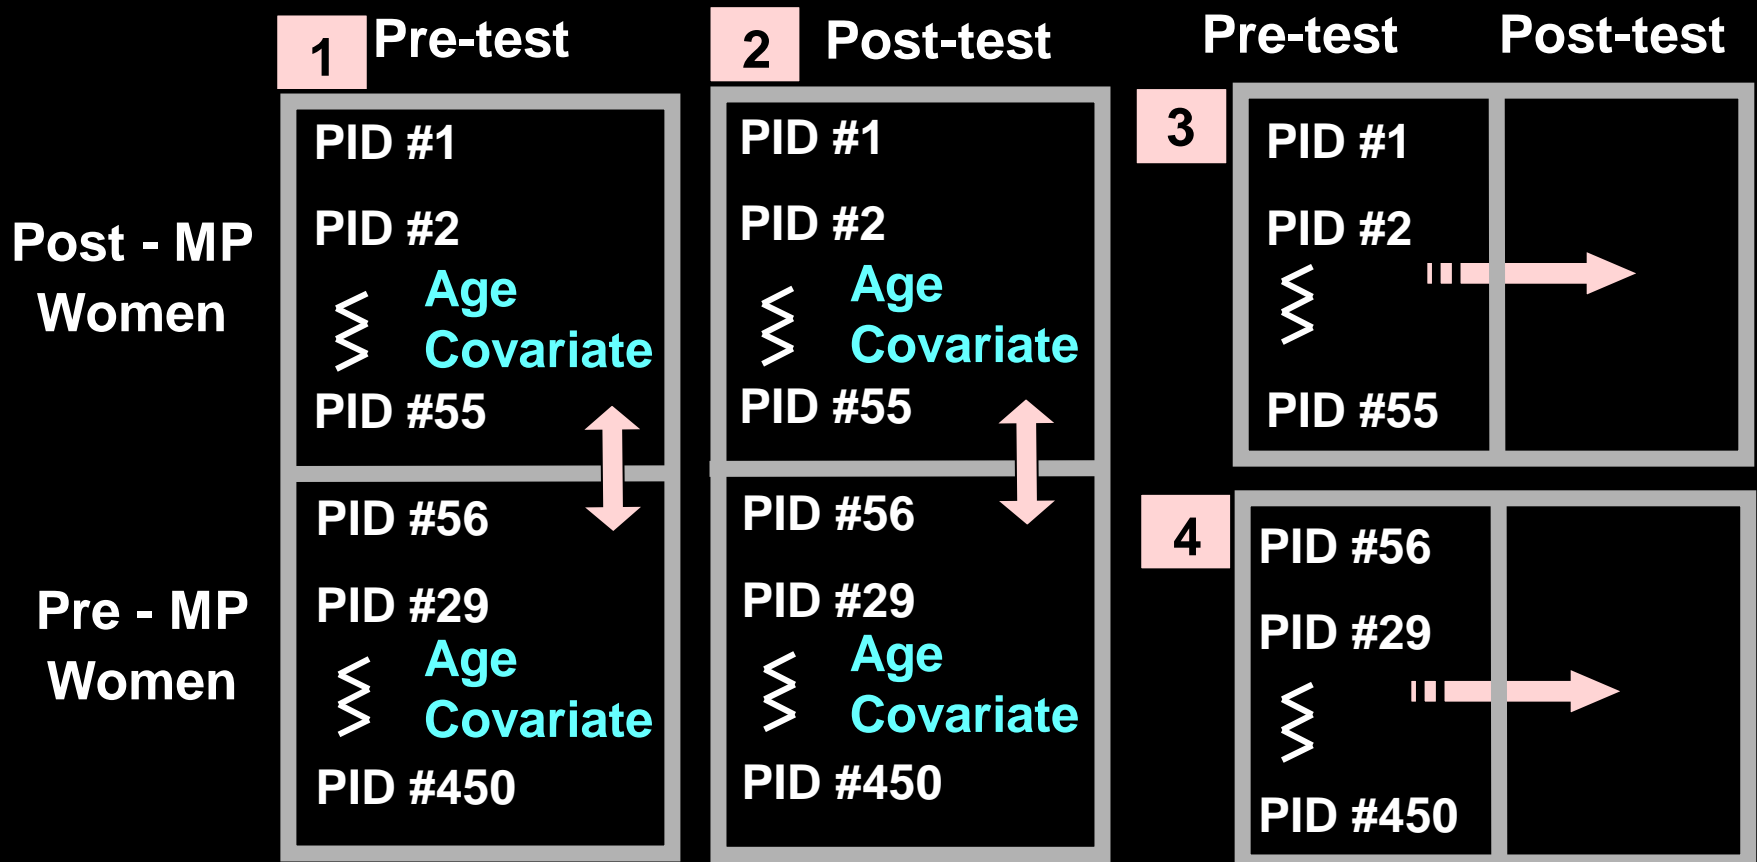 1 Pre-test
PID #1
PID #2
Age
Covariate
PID #55
PID #56
PID #29
Age
Covariate
PID #450
Post - MP
Women
Pre - MP
Women
2 Post-test
PID #1
PID #2
Age
Covariate
PID #55
PID #56
PID #29
Age
Covariate
PID #450
Pre-test Post-test
3
PID #1
PID #2
PID #55
4
PID #56
PID #29
PID #450